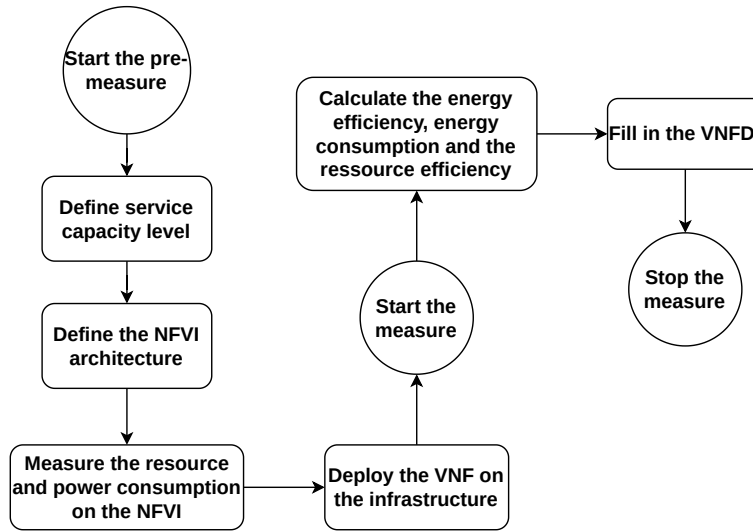 Start the pre-
measure
Define service
capacity level
Define the NFVI
architecture
Measure the resource
and power consumption
on the NFVI
Deploy the VNF on
the infrastructure
Start the
measure
Calculate the energy
efficiency, energy
consumption and the
ressource efficiency
Fill in the VNFD
Stop the
measure